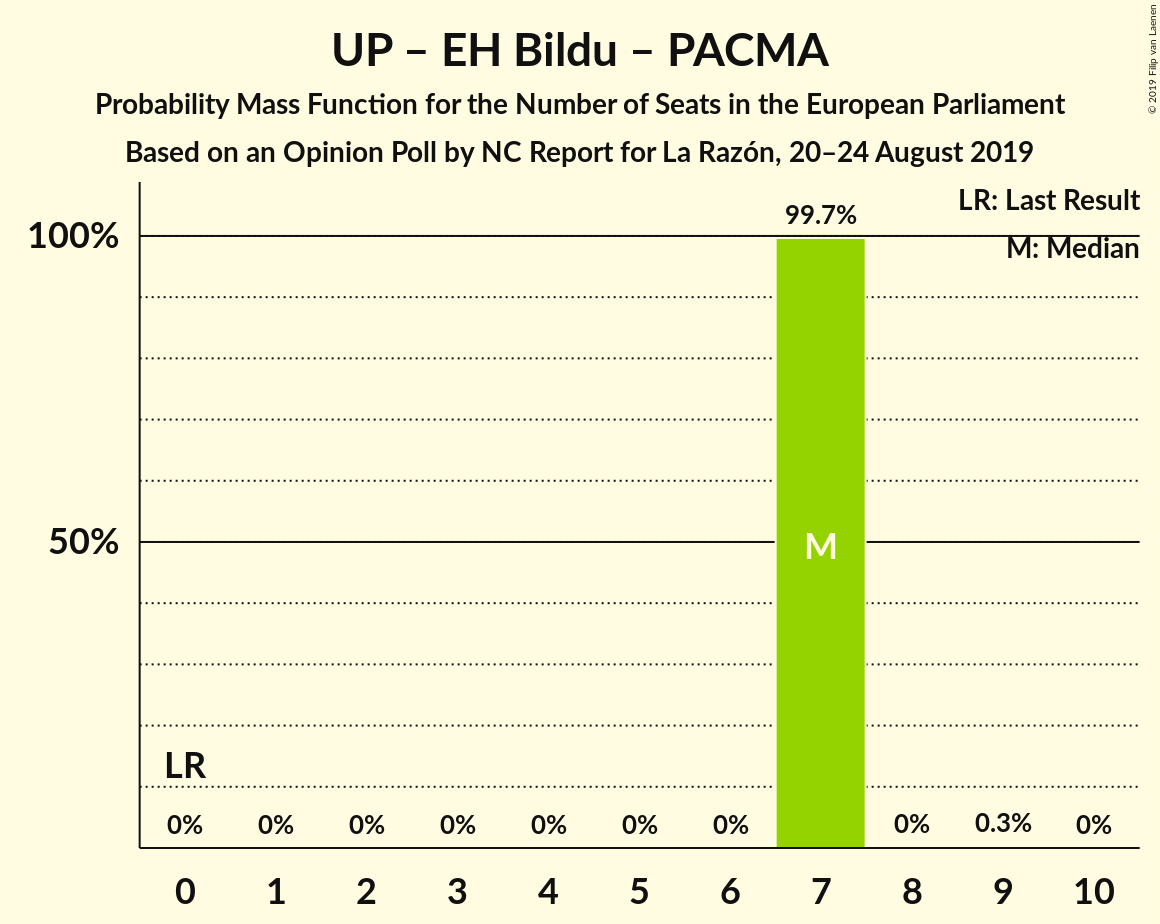 UP – EH Bildu – PACMA
Probability Mass Function for the Number of Seats in the European Parliament
Based on an Opinion Poll by NC Report for La Razón, 20–24 August 2019
© 2019 Filip van Laenen
LR: Last Result
M: Median
100%
50%
99.7%
M
LR
0% 0% 0% 0% 0% 0% 0% 0% 0.3% 0%
0 1 2 3 4 5 6 7 8 9 10